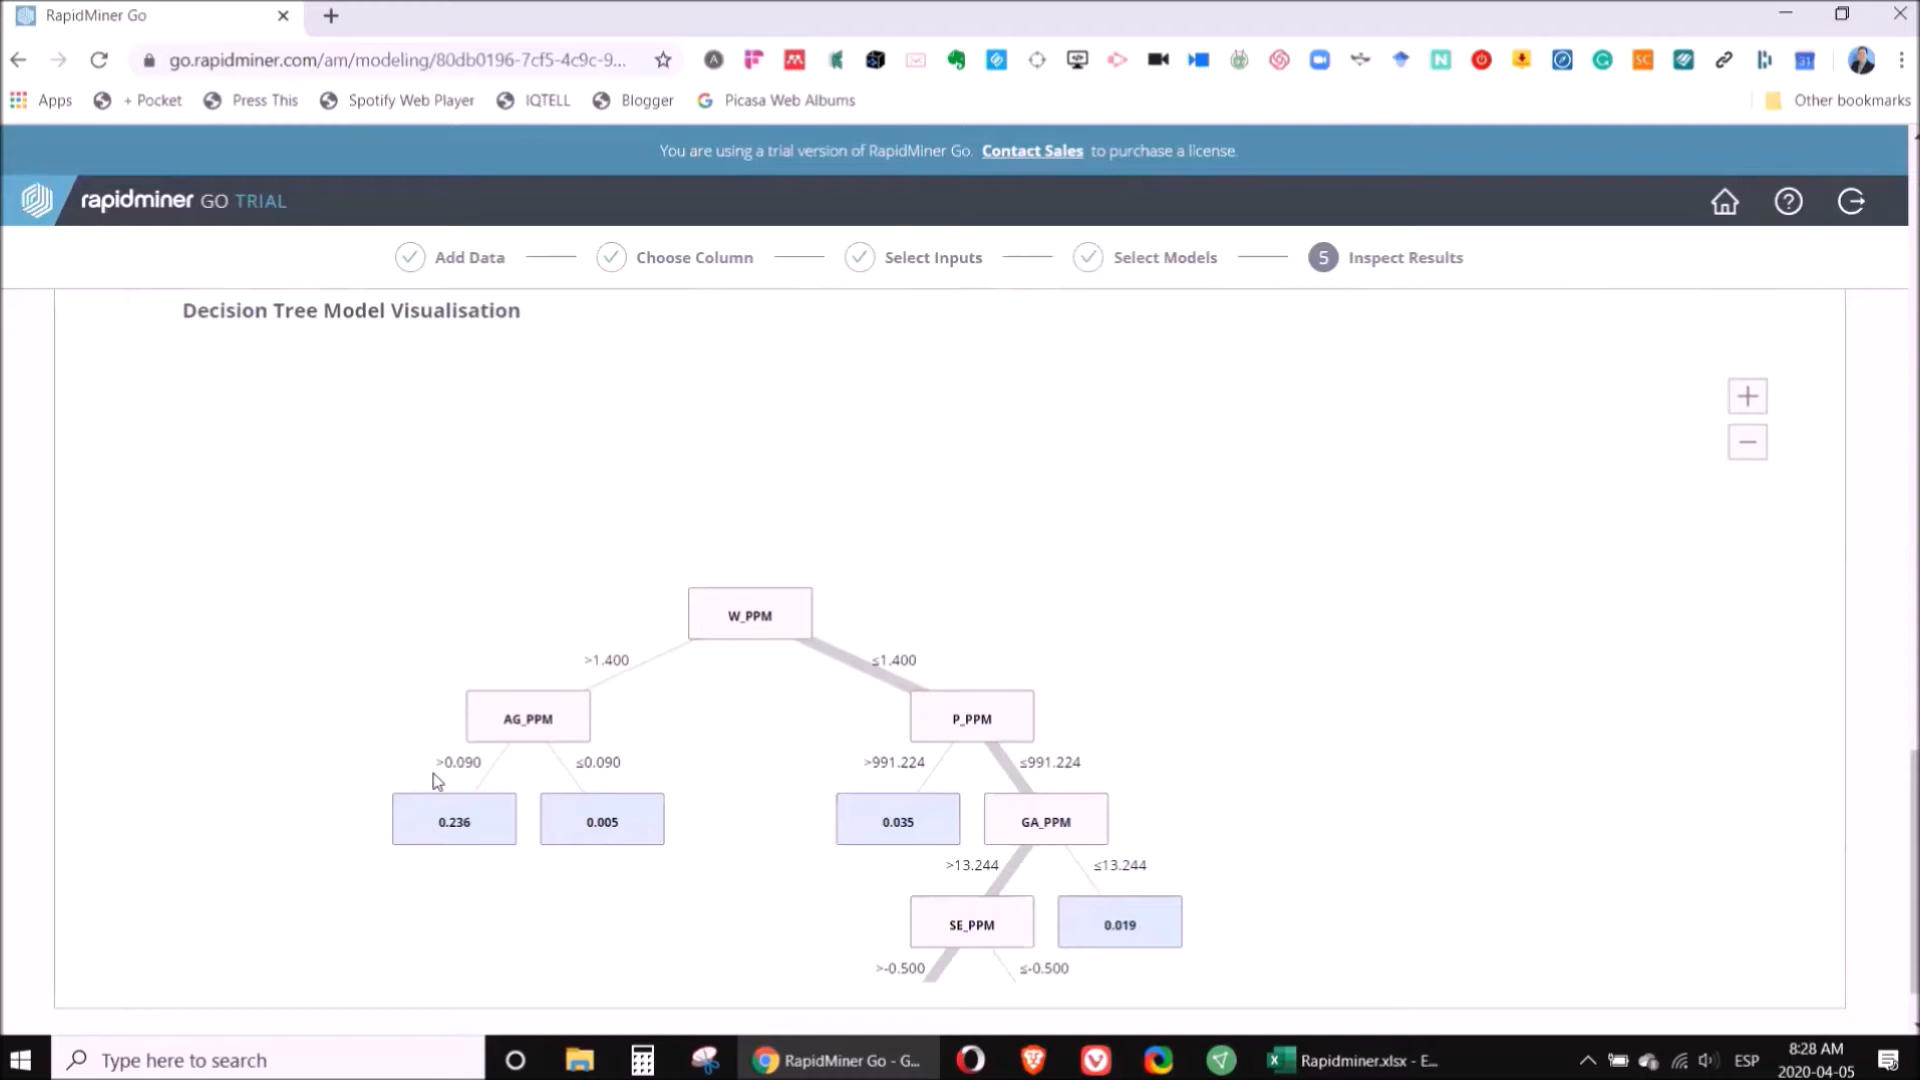 RapidMiner Go
go.rapidminer.com/am/modeling/80db0196-7cf5-4c9c-9...
Apps + Pocket Press This Spotify Web Player IQTELL Blogger Picasa Web Albums Other bookmarks
You are using a trial version of RapidMiner Go. Contact Sales to purchase a license.
rapidminer GO TRIAL
Add Data Choose Column Select Inputs Select Models 5 Inspect Results
Decision Tree Model Visualisation
W_PPM
>1.400 ≤1.400
AG_PPM P_PPM
>0.090 ≤0.090 >991.224 ≤991.224
0.236 0.005 0.035 GA_PPM
>13.244 ≤13.244
SE_PPM 0.019
>-0.500 ≤-0.500
Type here to search RapidMiner Go - G... Rapidminer.xlsx - E... ESP 8:28 AM
2020-04-05